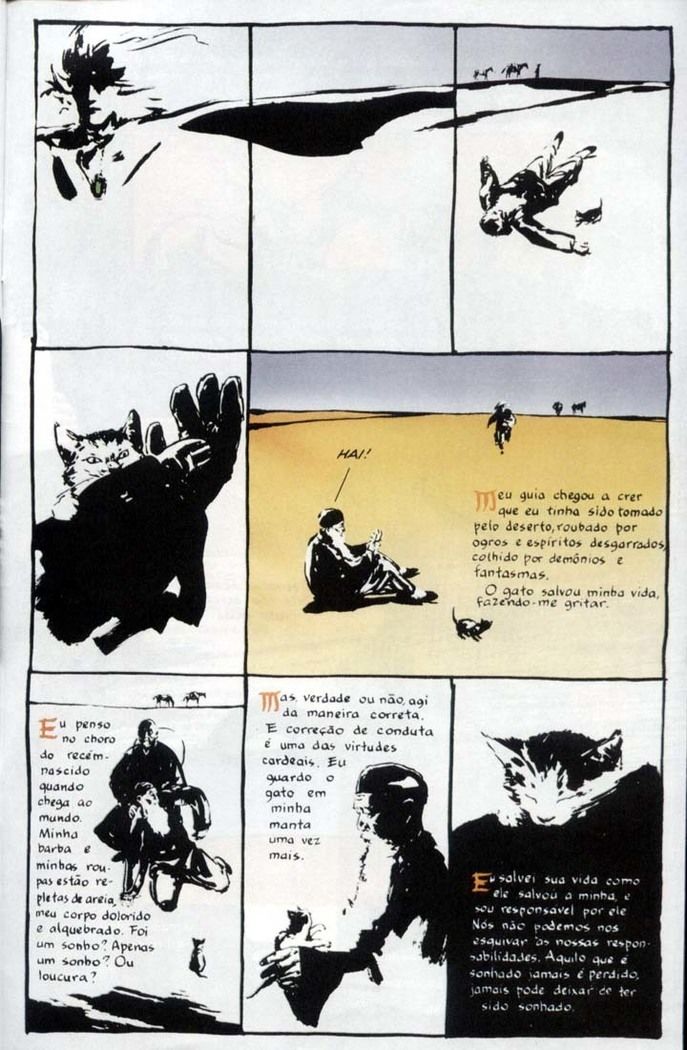 HAI!
Meu guia chegou a crer
que eu tinha sido tomado
pelo deserto, roubado por
ogros e espíritos desgarrados,
colhido por demônios e
fantasmas.
O gato salvou minha vida,
fazendo-me gritar.
Eu penso
no choro
do recém-
nascido
quando
chega ao
mundo.
Minha
barba e
minhas rou-
pas estão re-
pletas de areia,
meu corpo dolorido
e alquebrado. Foi
um sonho? Apenas
um sonho? Ou
loucura?
Mas, verdade ou não, agi
da maneira correta.
E correção de conduta
é uma das virtudes
cardeais. Eu
guardo o
gato em
minha
manta
uma vez
mais.
Eu salvei sua vida como
ele salvou a minha, e
sou responsável por ele
Nós não podemos nos
esquivar às nossas respon-
sabilidades. Aquilo que é
sonhado jamais é perdido,
jamais pode deixar de ter
sido sonhado.